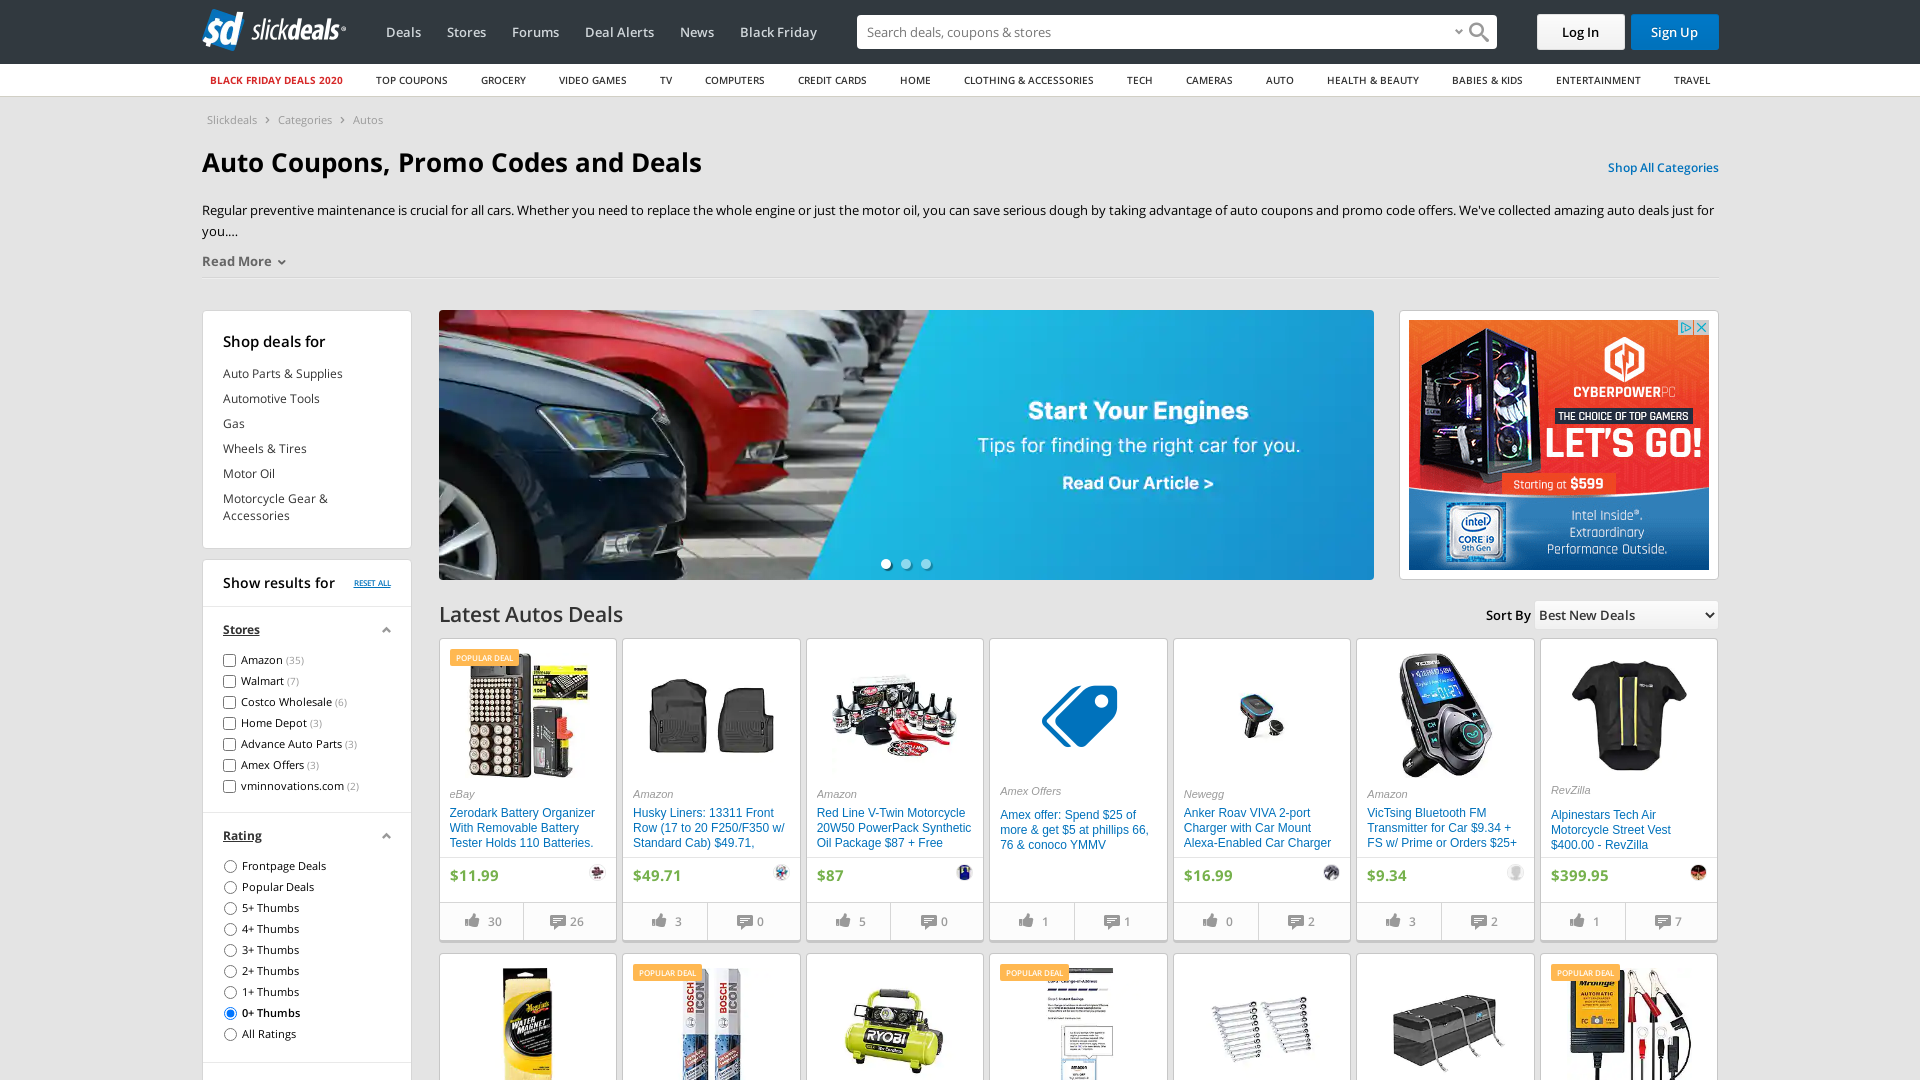 sd slickdeals
Deals
Stores
Forums
Deal Alerts
News
Black Friday
Search deals, coupons & stores
Log In
Sign Up
BLACK FRIDAY DEALS 2020
TOP COUPONS
GROCERY
VIDEO GAMES
TV
COMPUTERS
CREDIT CARDS
HOME
CLOTHING & ACCESSORIES
TECH
CAMERAS
AUTO
HEALTH & BEAUTY
BABIES & KIDS
ENTERTAINMENT
TRAVEL
Slickdeals
Categories
Autos
Auto Coupons, Promo Codes and Deals
Shop All Categories
Regular preventive maintenance is crucial for all cars. Whether you need to replace the whole engine or just the motor oil, you can save serious dough by taking advantage of auto coupons and promo code offers. We've collected amazing auto deals just for
you....
Read More
Shop deals for
Auto Parts & Supplies
Automotive Tools
Gas
Wheels & Tires
Motor Oil
Motorcycle Gear &
Accessories
Show results for
RESET ALL
Stores
Amazon (35)
Walmart (7)
Costco Wholesale (6)
Home Depot (3)
Advance Auto Parts (3)
Amex Offers (3)
vminnovations.com (2)
Rating
Frontpage Deals
Popular Deals
5+ Thumbs
4+ Thumbs
3+ Thumbs
2+ Thumbs
1+ Thumbs
0+ Thumbs
All Ratings
Start Your Engines
Tips for finding the right car for you.
Read Our Article >
CYBERPOWERPC
THE CHOICE OF TOP GAMERS
LET'S GO!
Starting at $599
intel
CORE i9
9th Gen
Intel Inside®.
Extraordinary
Performance Outside.
Latest Autos Deals
Sort By
Best New Deals
POPULAR DEAL
eBay
Zerodark Battery Organizer
With Removable Battery
Tester Holds 110 Batteries.
$11.99
30
26
Amazon
Husky Liners: 13311 Front
Row (17 to 20 F250/F350 w/
Standard Cab) $49.71,
$49.71
3
0
Amazon
Red Line V-Twin Motorcycle
20W50 PowerPack Synthetic
Oil Package $87 + Free
$87
5
0
Amex Offers
Amex offer: Spend $25 of
more & get $5 at phillips 66,
76 & conoco YMMV
1
1
Newegg
Anker Roav VIVA 2-port
Charger with Car Mount
Alexa-Enabled Car Charger
$16.99
0
2
Amazon
VicTsing Bluetooth FM
Transmitter for Car $9.34 +
FS w/ Prime or Orders $25+
$9.34
3
2
RevZilla
Alpinestars Tech Air
Motorcycle Street Vest
$400.00 - RevZilla
$399.95
1
7
Meguiar's
WATER
MAGNET
POPULAR DEAL
BOSCH
ICON
BOSCH
ICON
RYOBI
POPULAR DEAL
POPULAR DEAL
AUTOMATIC